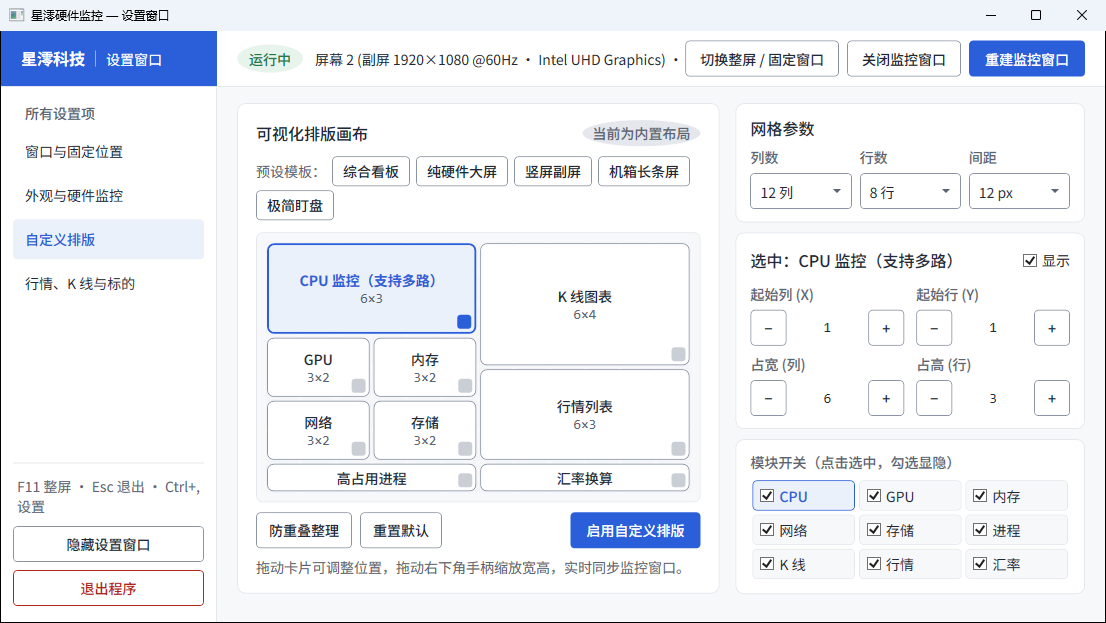 星澪硬件监控 — 设置窗口
星澪科技 | 设置窗口
运行中 屏幕 2 (副屏 1920×1080 @60Hz • Intel UHD Graphics) • 切换整屏 / 固定窗口 关闭监控窗口 重建监控窗口
所有设置项
窗口与固定位置
外观与硬件监控
自定义排版
行情、K 线与标的
F11 整屏 • Esc 退出 • Ctrl+,
设置
隐藏设置窗口
退出程序
可视化排版画布 当前为内置布局
预设模板： 综合看板 纯硬件大屏 竖屏副屏 机箱长条屏
极简盯盘
CPU 监控（支持多路）
6×3
K 线图表
6×4
GPU
3×2
内存
3×2
行情列表
6×3
网络
3×2
存储
3×2
高占用进程 汇率换算
防重叠整理 重置默认 启用自定义排版
拖动卡片可调整位置，拖动右下角手柄缩放宽高，实时同步监控窗口。
网格参数
列数 行数 间距
12 列 8 行 12 px
选中：CPU 监控（支持多路） 显示
起始列 (X) 起始行 (Y)
− 1 + − 1 +
占宽 (列) 占高 (行)
− 6 + − 3 +
模块开关（点击选中，勾选显隐）
CPU GPU 内存
网络 存储 进程
K 线 行情 汇率